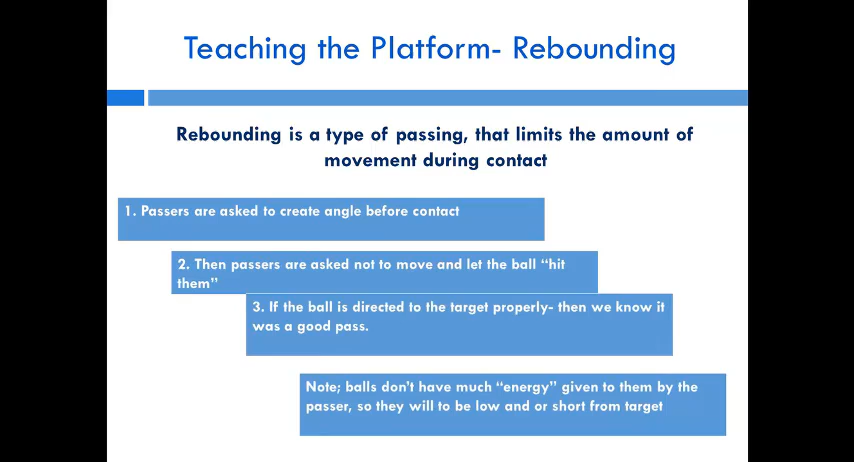 Teaching the Platform- Rebounding
Rebounding is a type of passing, that limits the amount of
movement during contact
1. Passers are asked to create angle before contact
2. Then passers are asked not to move and let the ball “hit
them”
3. If the ball is directed to the target properly- then we know it
was a good pass.
Note; balls don’t have much “energy” given to them by the
passer, so they will to be low and or short from target